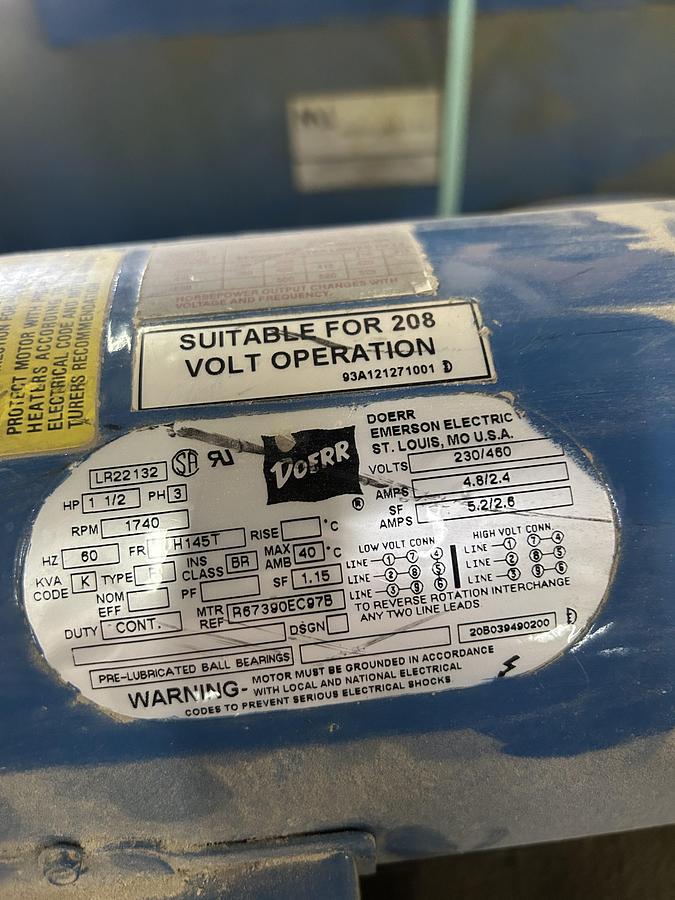 HORSEPOWER OUTPUT CHANGES WITH
VOLTAGE AND FREQUENCY.
PROTECT MOTOR WITH
HEATERS ACCORDING
ELECTRICAL CODE AND
TURERS RECOMMENDATION
SUITABLE FOR 208
VOLT OPERATION
93A121271001
LR22132 SA
DOERR ®
DOERR
EMERSON ELECTRIC
ST. LOUIS, MO U.S.A.
HP 1 1/2 PH 3
VOLTS 230/460
RPM 1740
AMPS 4.8/2.4
SF AMPS 5.2/2.6
HZ 60 FR H145T RISE °C
KVA CODE K TYPE INS CLASS BR MAX AMB 40 °C
NOM EFF PF SF 1.15
DUTY CONT. MTR REF R67390EC97B
DSGN
LOW VOLT CONN. HIGH VOLT CONN.
LINE 1 7 4 LINE 1 7 4
LINE 2 8 5 LINE 2 8 5
LINE 3 9 6 LINE 3 9 6
TO REVERSE ROTATION INTERCHANGE
ANY TWO LINE LEADS
20B039490200
PRE-LUBRICATED BALL BEARINGS
WARNING- MOTOR MUST BE GROUNDED IN ACCORDANCE
WITH LOCAL AND NATIONAL ELECTRICAL
CODES TO PREVENT SERIOUS ELECTRICAL SHOCKS